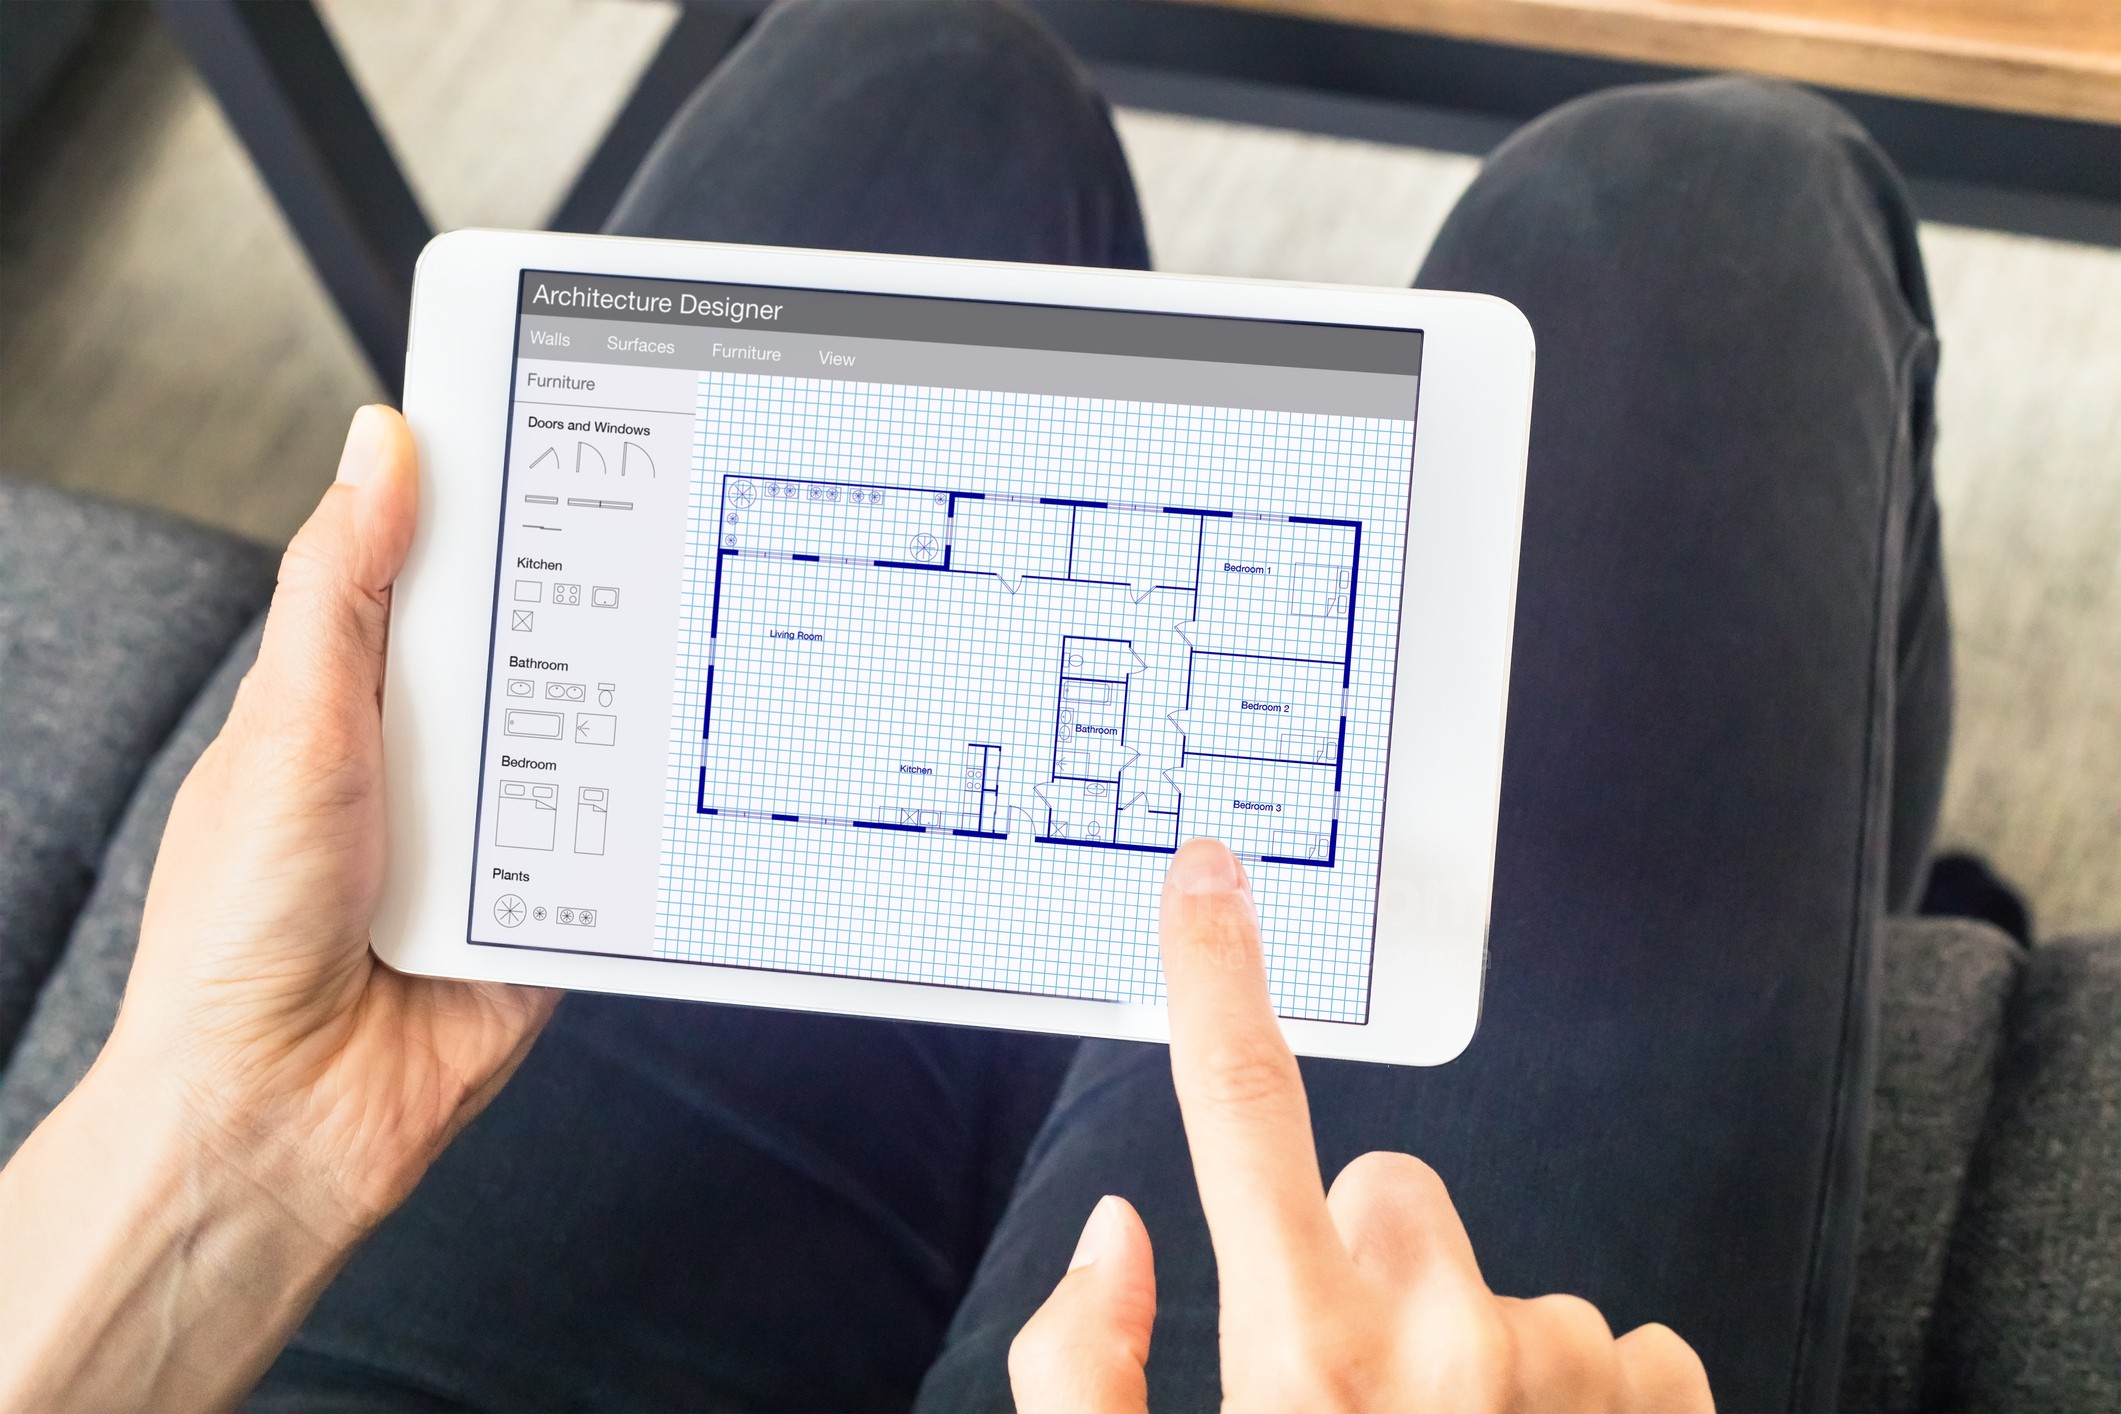 Architecture Designer
Walls Surfaces Furniture View
Furniture
Doors and Windows
Kitchen
Bathroom
Bedroom
Plants
Bedroom 1
Living Room
Bedroom 2
Bathroom
Kitchen
Bedroom 3